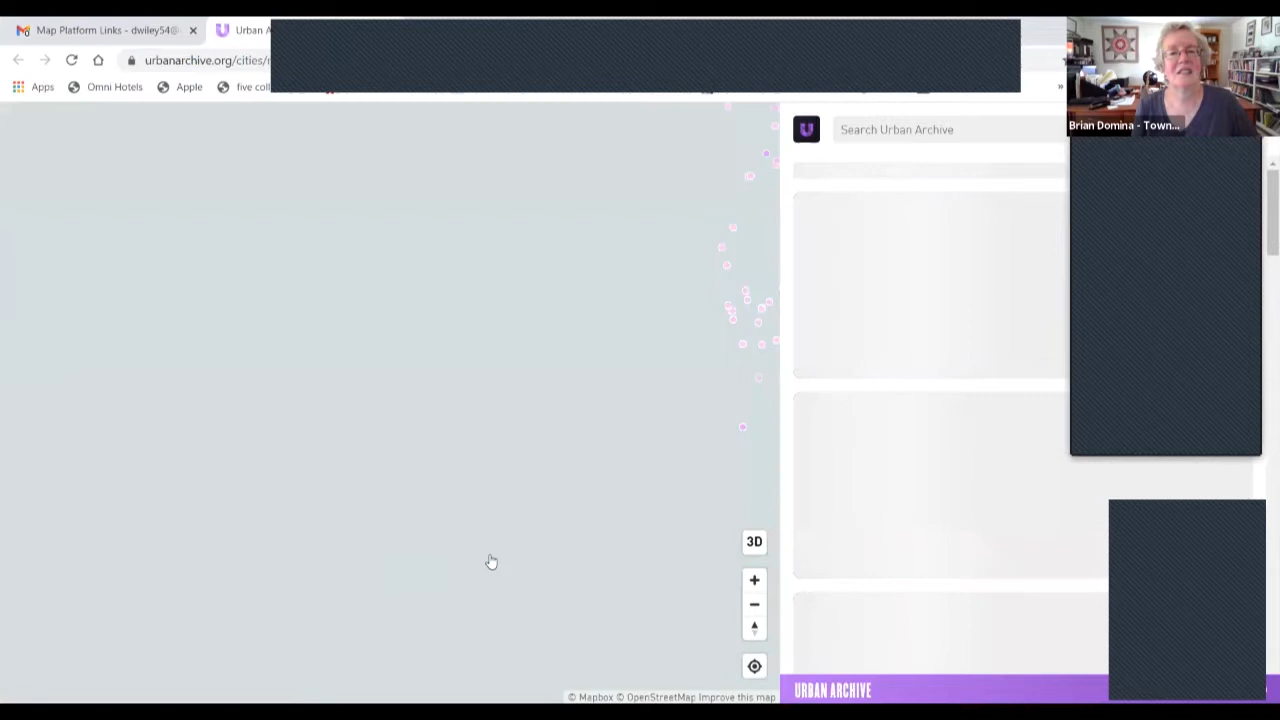 Map Platform Links - dwiley54@
Urban A
urbanarchive.org/cities/
Apps
Omni Hotels
Apple
five coll
»
Search Urban Archive
Brian Domina - Town...
3D
+
−
© Mapbox © OpenStreetMap Improve this map
URBAN ARCHIVE